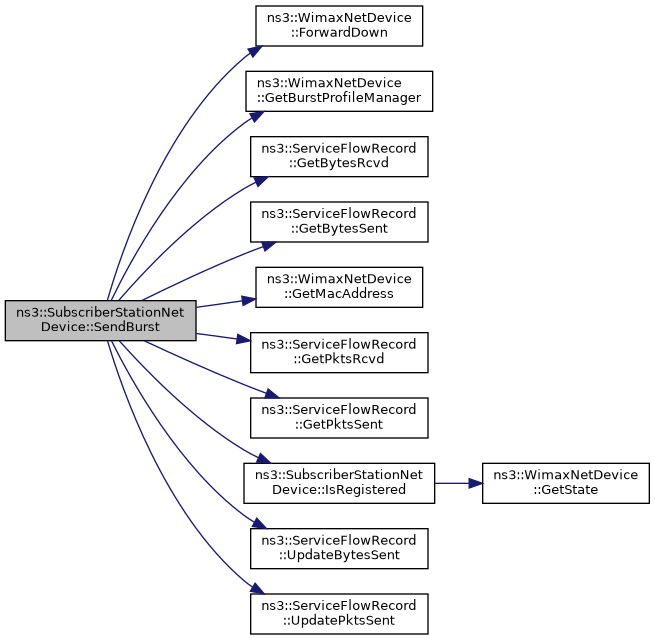 ns3::WimaxNetDevice
::ForwardDown
ns3::WimaxNetDevice
::GetBurstProfileManager
ns3::ServiceFlowRecord
::GetBytesRcvd
ns3::ServiceFlowRecord
::GetBytesSent
ns3::WimaxNetDevice
::GetMacAddress
ns3::SubscriberStationNet
Device::SendBurst
ns3::ServiceFlowRecord
::GetPktsRcvd
ns3::ServiceFlowRecord
::GetPktsSent
ns3::SubscriberStationNet
Device::IsRegistered
ns3::WimaxNetDevice
::GetState
ns3::ServiceFlowRecord
::UpdateBytesSent
ns3::ServiceFlowRecord
::UpdatePktsSent